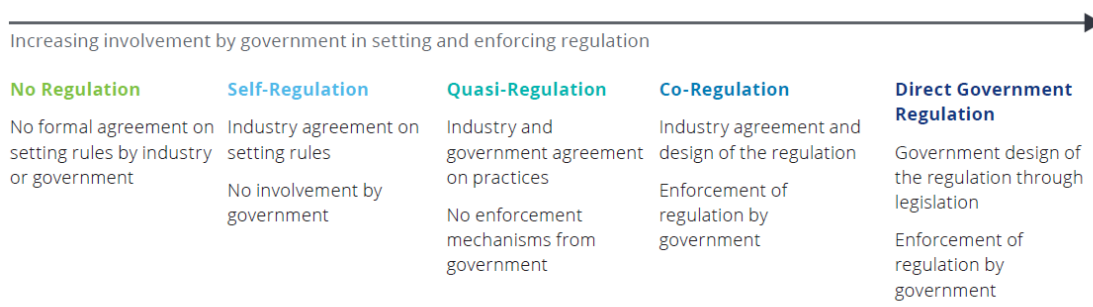 Increasing involvement by government in setting and enforcing regulation
No Regulation
No formal agreement on
setting rules by industry
or government
Self-Regulation
Industry agreement on
setting rules
No involvement by
government
Quasi-Regulation
Industry and
government agreement
on practices
No enforcement
mechanisms from
government
Co-Regulation
Industry agreement and
design of the regulation
Enforcement of
regulation by
government
Direct Government
Regulation
Government design of
the regulation through
legislation
Enforcement of
regulation by
government